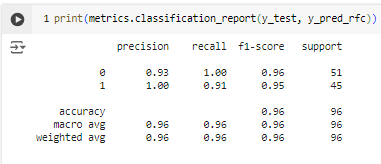 1 print(metrics.classification_report(y_test, y_pred_rfc))
precision recall f1-score support
0 0.93 1.00 0.96 51
1 1.00 0.91 0.95 45
accuracy 0.96 96
macro avg 0.96 0.96 0.96 96
weighted avg 0.96 0.96 0.96 96